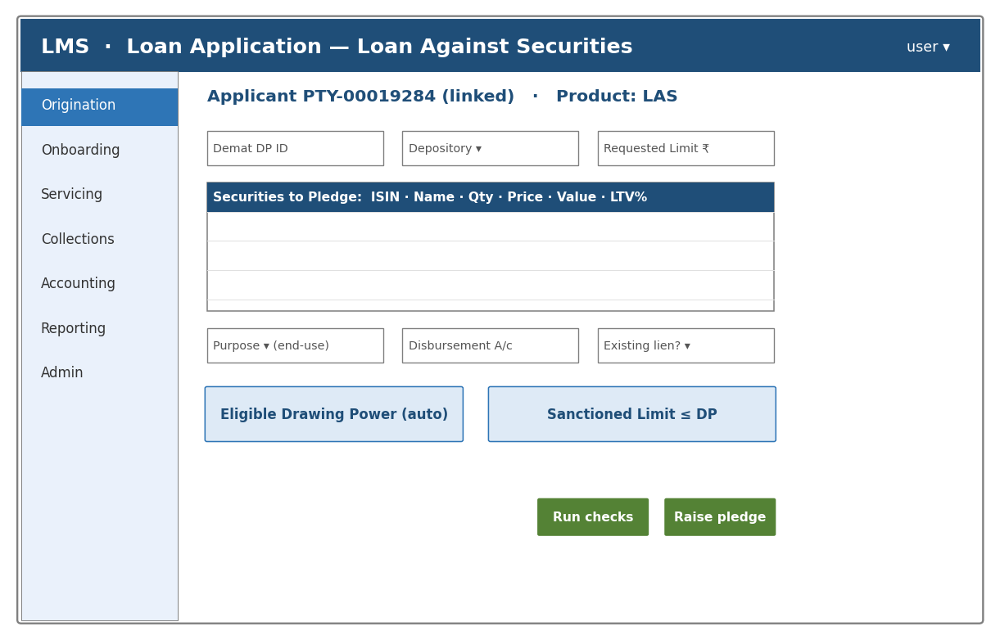 LMS · Loan Application — Loan Against Securities
user ▾
Origination
Onboarding
Servicing
Collections
Accounting
Reporting
Admin
Applicant PTY-00019284 (linked) · Product: LAS
Demat DP ID
Depository ▾
Requested Limit ₹
Securities to Pledge: ISIN · Name · Qty · Price · Value · LTV%
Purpose ▾ (end-use)
Disbursement A/c
Existing lien? ▾
Eligible Drawing Power (auto)
Sanctioned Limit ≤ DP
Run checks
Raise pledge